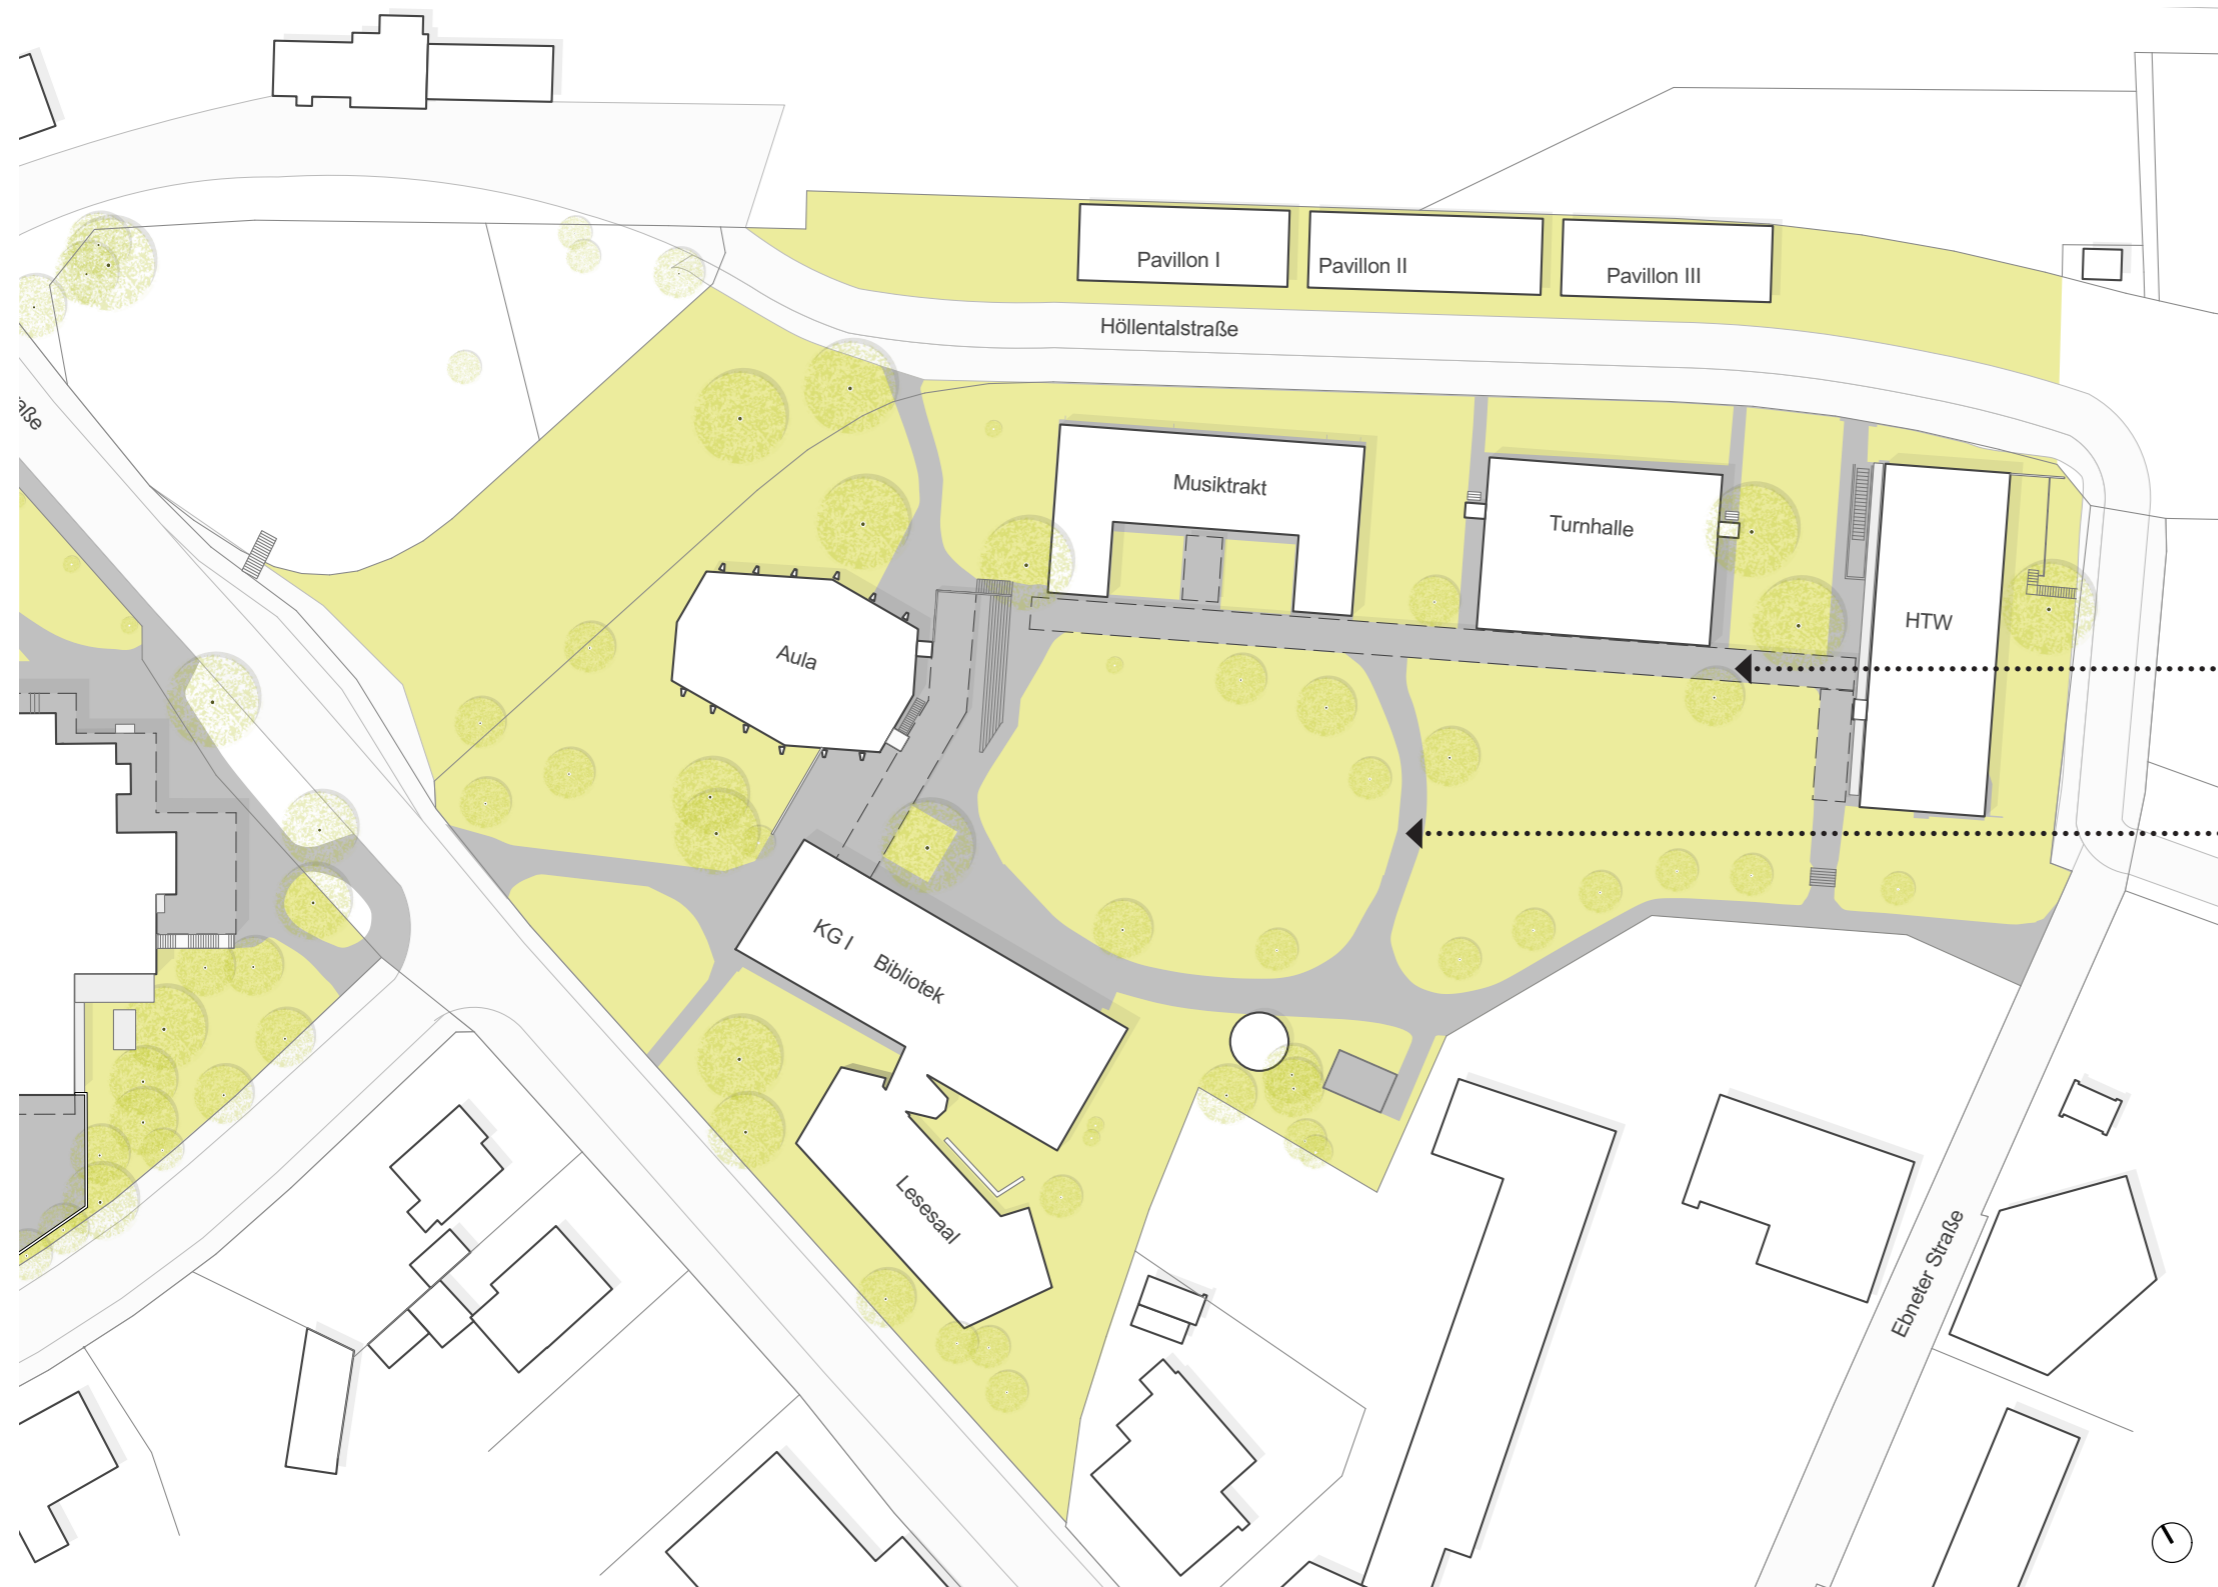 Pavillon I
Pavillon II
Pavillon III
Höllentalstraße
aße
Musiktrakt
Turnhalle
HTW
Aula
KG I Bibliotek
Lesesaal
Ebneter Straße